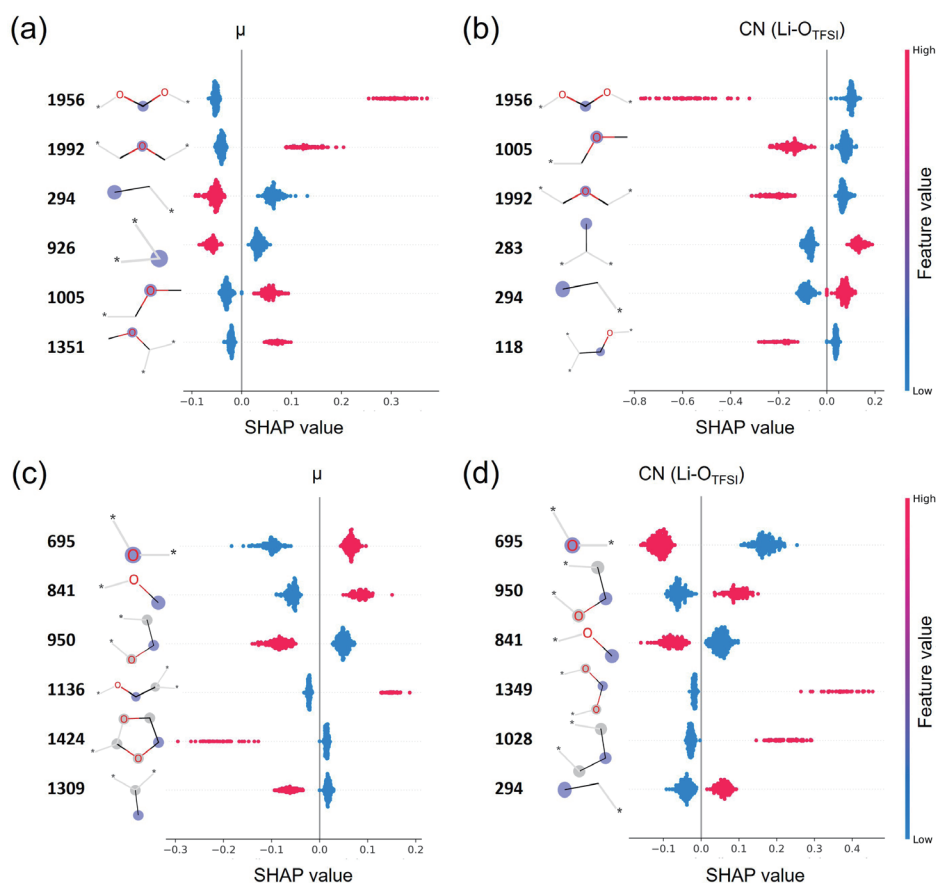 (a)
μ
1956
1992
294
926
1005
1351
O O * *
O * *
* 
* *
O *
O * *
−0.1 0.0 0.1 0.2 0.3
SHAP value
(b)
CN (Li-OTFSI)
1956
1005
1992
283
294
118
O O * *
O *
O * *
* *
*
O * * *
−0.8 −0.6 −0.4 −0.2 0.0 0.2
SHAP value
High
Feature value
Low
(c)
μ
695
841
950
1136
1424
1309
O * *
O *
O * *
O * * *
O O *
* *
−0.3 −0.2 −0.1 0.0 0.1 0.2
SHAP value
(d)
CN (Li-OTFSI)
695
950
841
1349
1028
294
O * *
O * *
O *
O O * *
* *
*
−0.1 0.0 0.1 0.2 0.3 0.4
SHAP value
High
Feature value
Low